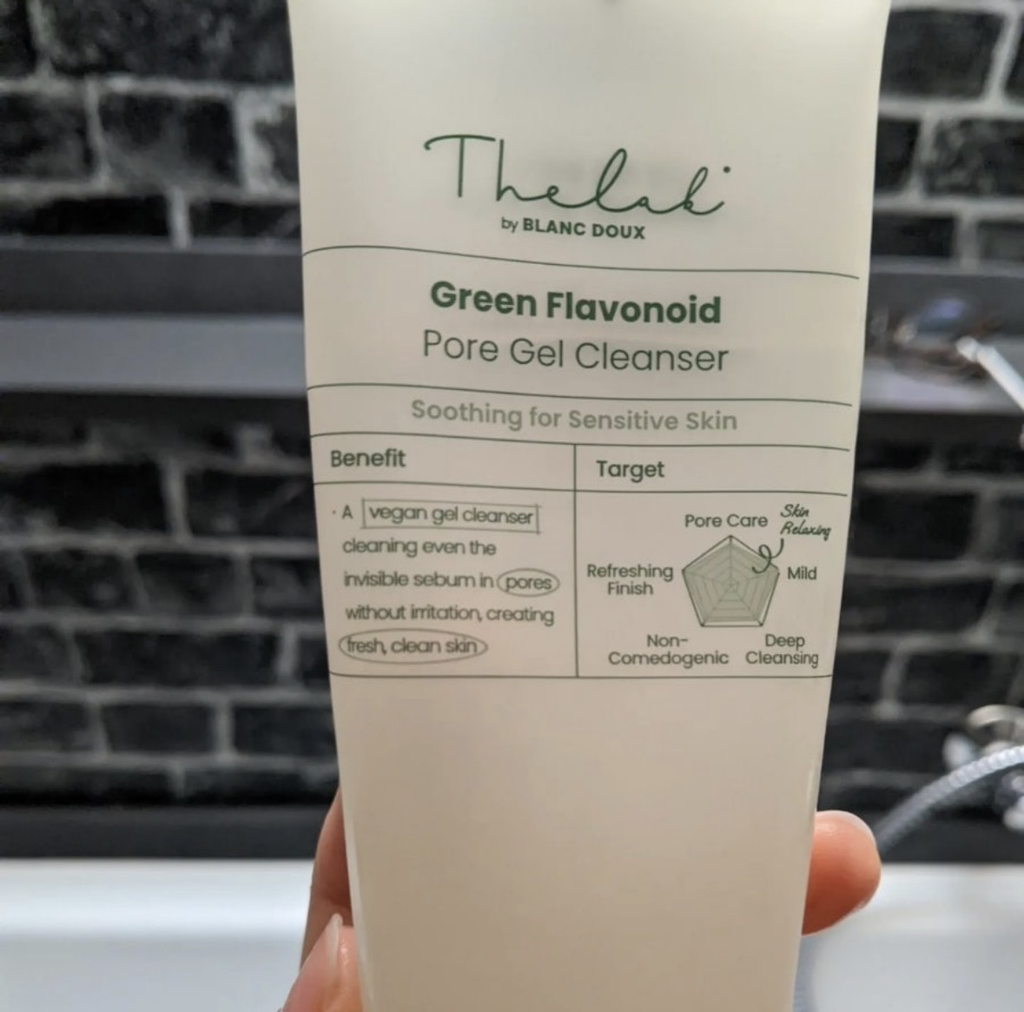 Thelab
by BLANC DOUX
Green Flavonoid
Pore Gel Cleanser
Soothing for Sensitive Skin
Benefit
· A vegan gel cleanser
cleaning even the
invisible sebum in pores
without irritation, creating
fresh, clean skin
Target
Skin
Relaxing
Pore Care
Refreshing
Finish
Mild
Non-
Comedogenic
Deep
Cleansing